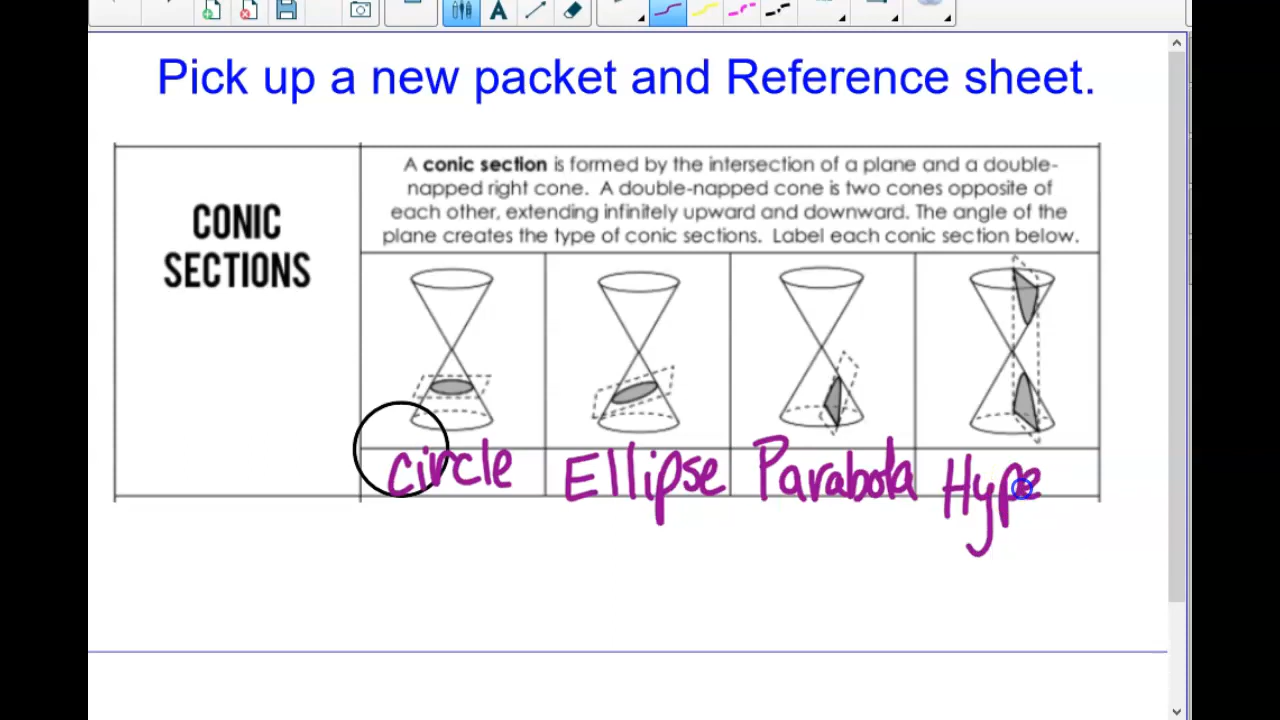 Pick up a new packet and Reference sheet.
CONIC
SECTIONS
A conic section is formed by the intersection of a plane and a double-
napped right cone. A double-napped cone is two cones opposite of
each other, extending infinitely upward and downward. The angle of the
plane creates the type of conic sections. Label each conic section below.
circle Ellipse Parabola Hype